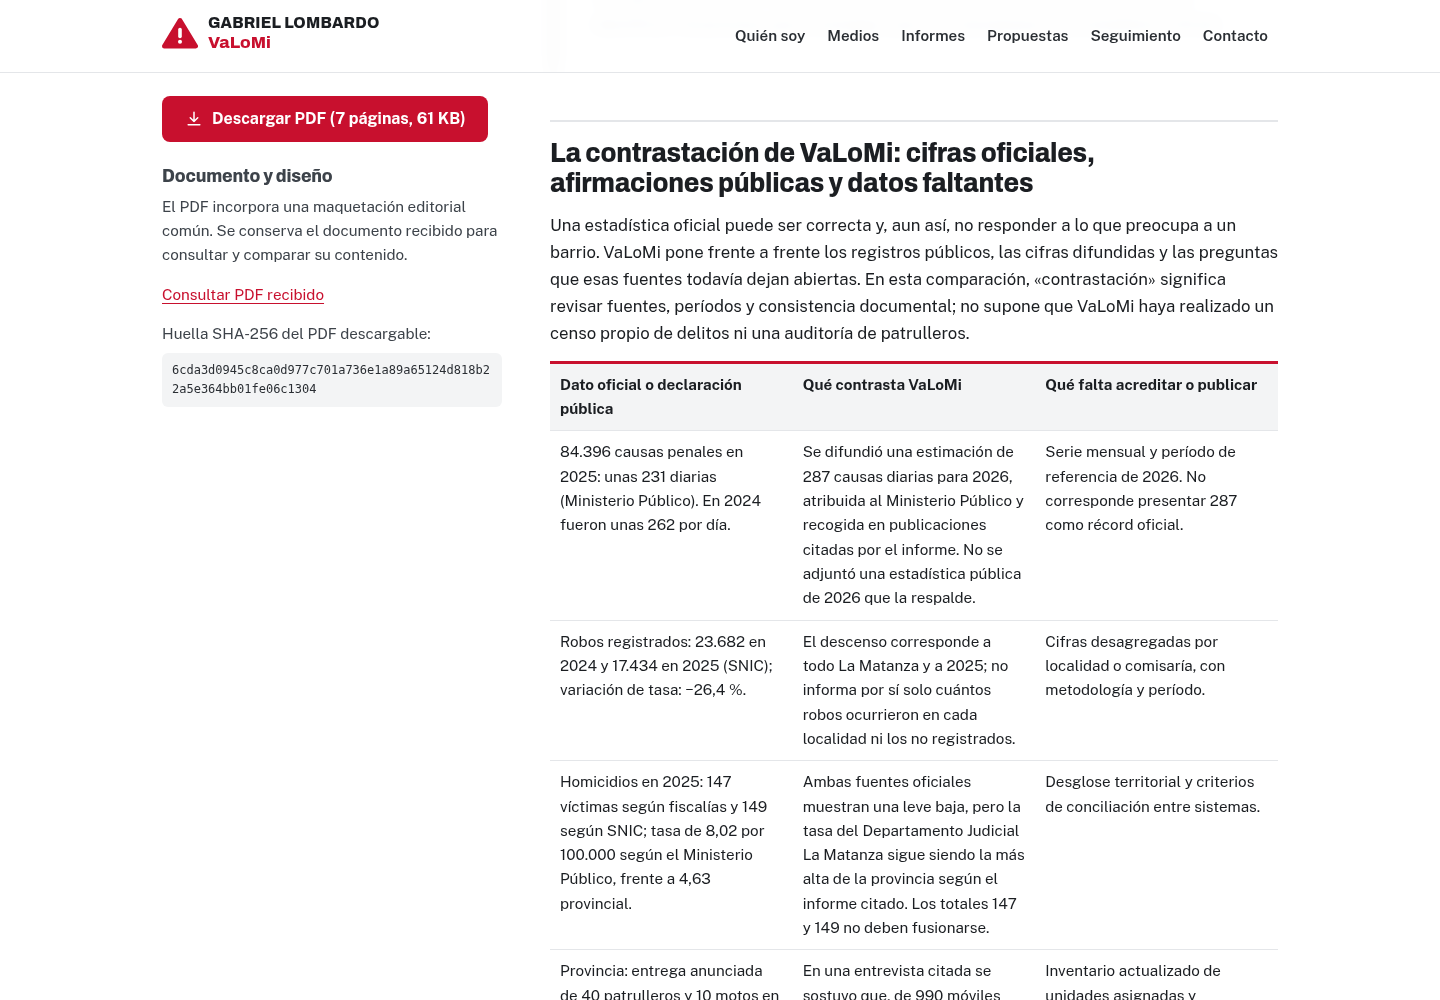 GABRIEL LOMBARDO
VaLoMi
Quién soy
Medios
Informes
Propuestas
Seguimiento
Contacto
Descargar PDF (7 páginas, 61 KB)
Documento y diseño
El PDF incorpora una maquetación editorial
común. Se conserva el documento recibido para
consultar y comparar su contenido.
Consultar PDF recibido
Huella SHA-256 del PDF descargable:
6cda3d0945c8ca0d977c701a736e1a89a65124d818b2
2a5e364bb01fe06c1304
La contrastación de VaLoMi: cifras oficiales,
afirmaciones públicas y datos faltantes
Una estadística oficial puede ser correcta y, aun así, no responder a lo que preocupa a un
barrio. VaLoMi pone frente a frente los registros públicos, las cifras difundidas y las preguntas
que esas fuentes todavía dejan abiertas. En esta comparación, «contrastación» significa
revisar fuentes, períodos y consistencia documental; no supone que VaLoMi haya realizado un
censo propio de delitos ni una auditoría de patrulleros.
Dato oficial o declaración
pública
Qué contrasta VaLoMi
Qué falta acreditar o publicar
84.396 causas penales en
2025: unas 231 diarias
(Ministerio Público). En 2024
fueron unas 262 por día.
Se difundió una estimación de
287 causas diarias para 2026,
atribuida al Ministerio Público y
recogida en publicaciones
citadas por el informe. No se
adjuntó una estadística pública
de 2026 que la respalde.
Serie mensual y período de
referencia de 2026. No
corresponde presentar 287
como récord oficial.
Robos registrados: 23.682 en
2024 y 17.434 en 2025 (SNIC);
variación de tasa: −26,4 %.
El descenso corresponde a
todo La Matanza y a 2025; no
informa por sí solo cuántos
robos ocurrieron en cada
localidad ni los no registrados.
Cifras desagregadas por
localidad o comisaría, con
metodología y período.
Homicidios en 2025: 147
víctimas según fiscalías y 149
según SNIC; tasa de 8,02 por
100.000 según el Ministerio
Público, frente a 4,63
provincial.
Ambas fuentes oficiales
muestran una leve baja, pero la
tasa del Departamento Judicial
La Matanza sigue siendo la más
alta de la provincia según el
informe citado. Los totales 147
y 149 no deben fusionarse.
Desglose territorial y criterios
de conciliación entre sistemas.
Provincia: entrega anunciada
de 40 patrulleros y 10 motos en
En una entrevista citada se
sostuvo que, de 990 móviles
Inventario actualizado de
unidades asignadas y